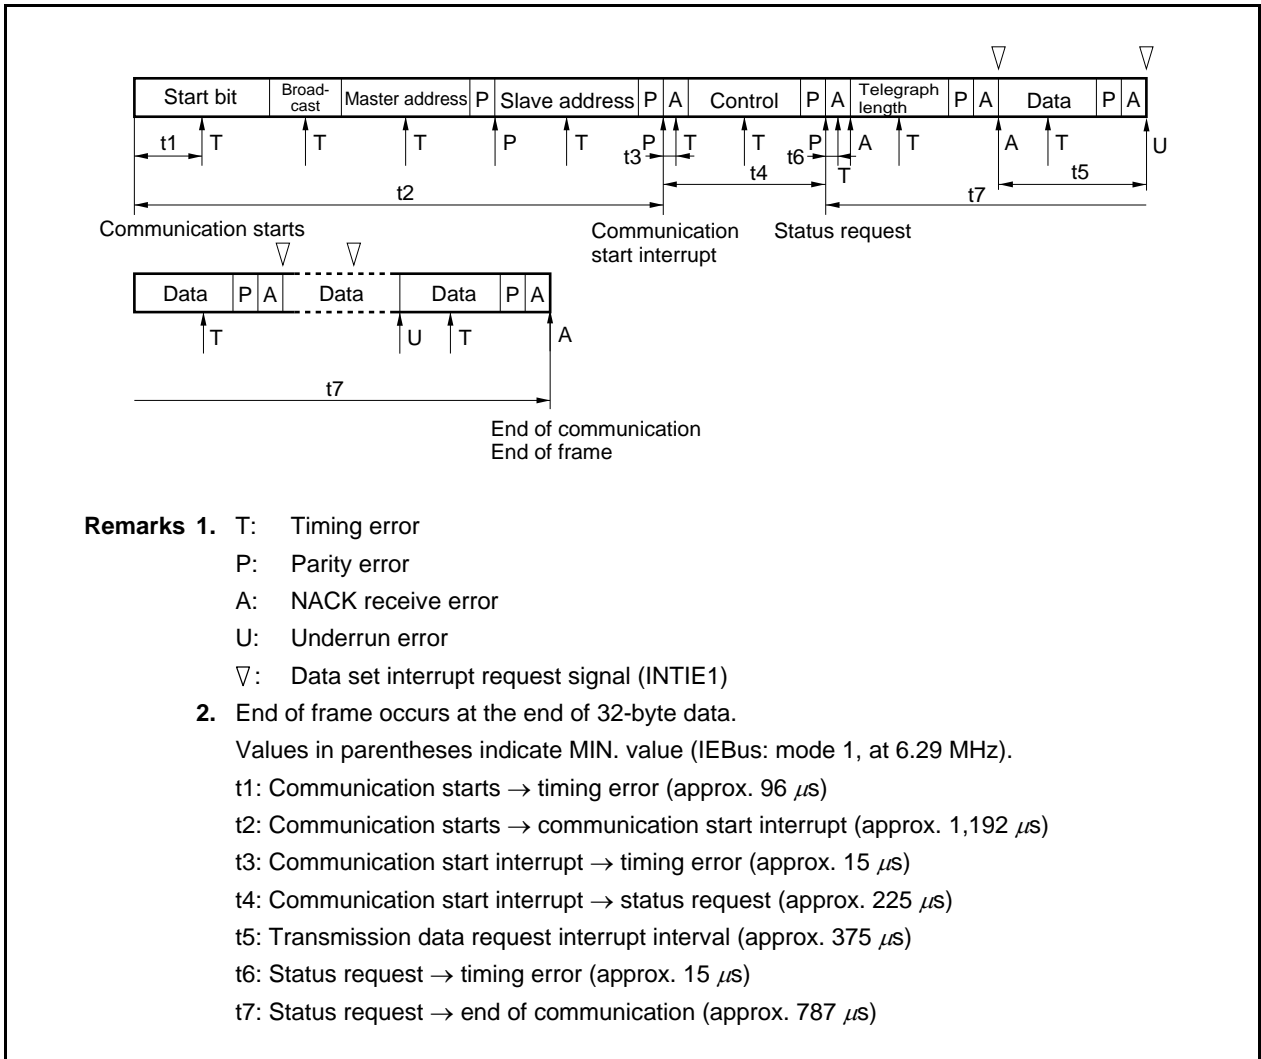 Start bit Broad-cast Master address P Slave address P A Control P A Telegraph length P A Data P A
t1 T T T P T P T T P A T A T U
t3 t6 T
t4 t5
t2 t7
Communication starts Communication start interrupt Status request
Data P A Data Data P A
T U T A
t7
End of communication
End of frame
Remarks 1. T: Timing error
P: Parity error
A: NACK receive error
U: Underrun error
▽: Data set interrupt request signal (INTIE1)
2. End of frame occurs at the end of 32-byte data.
Values in parentheses indicate MIN. value (IEBus: mode 1, at 6.29 MHz).
t1: Communication starts → timing error (approx. 96 μs)
t2: Communication starts → communication start interrupt (approx. 1,192 μs)
t3: Communication start interrupt → timing error (approx. 15 μs)
t4: Communication start interrupt → status request (approx. 225 μs)
t5: Transmission data request interrupt interval (approx. 375 μs)
t6: Status request → timing error (approx. 15 μs)
t7: Status request → end of communication (approx. 787 μs)